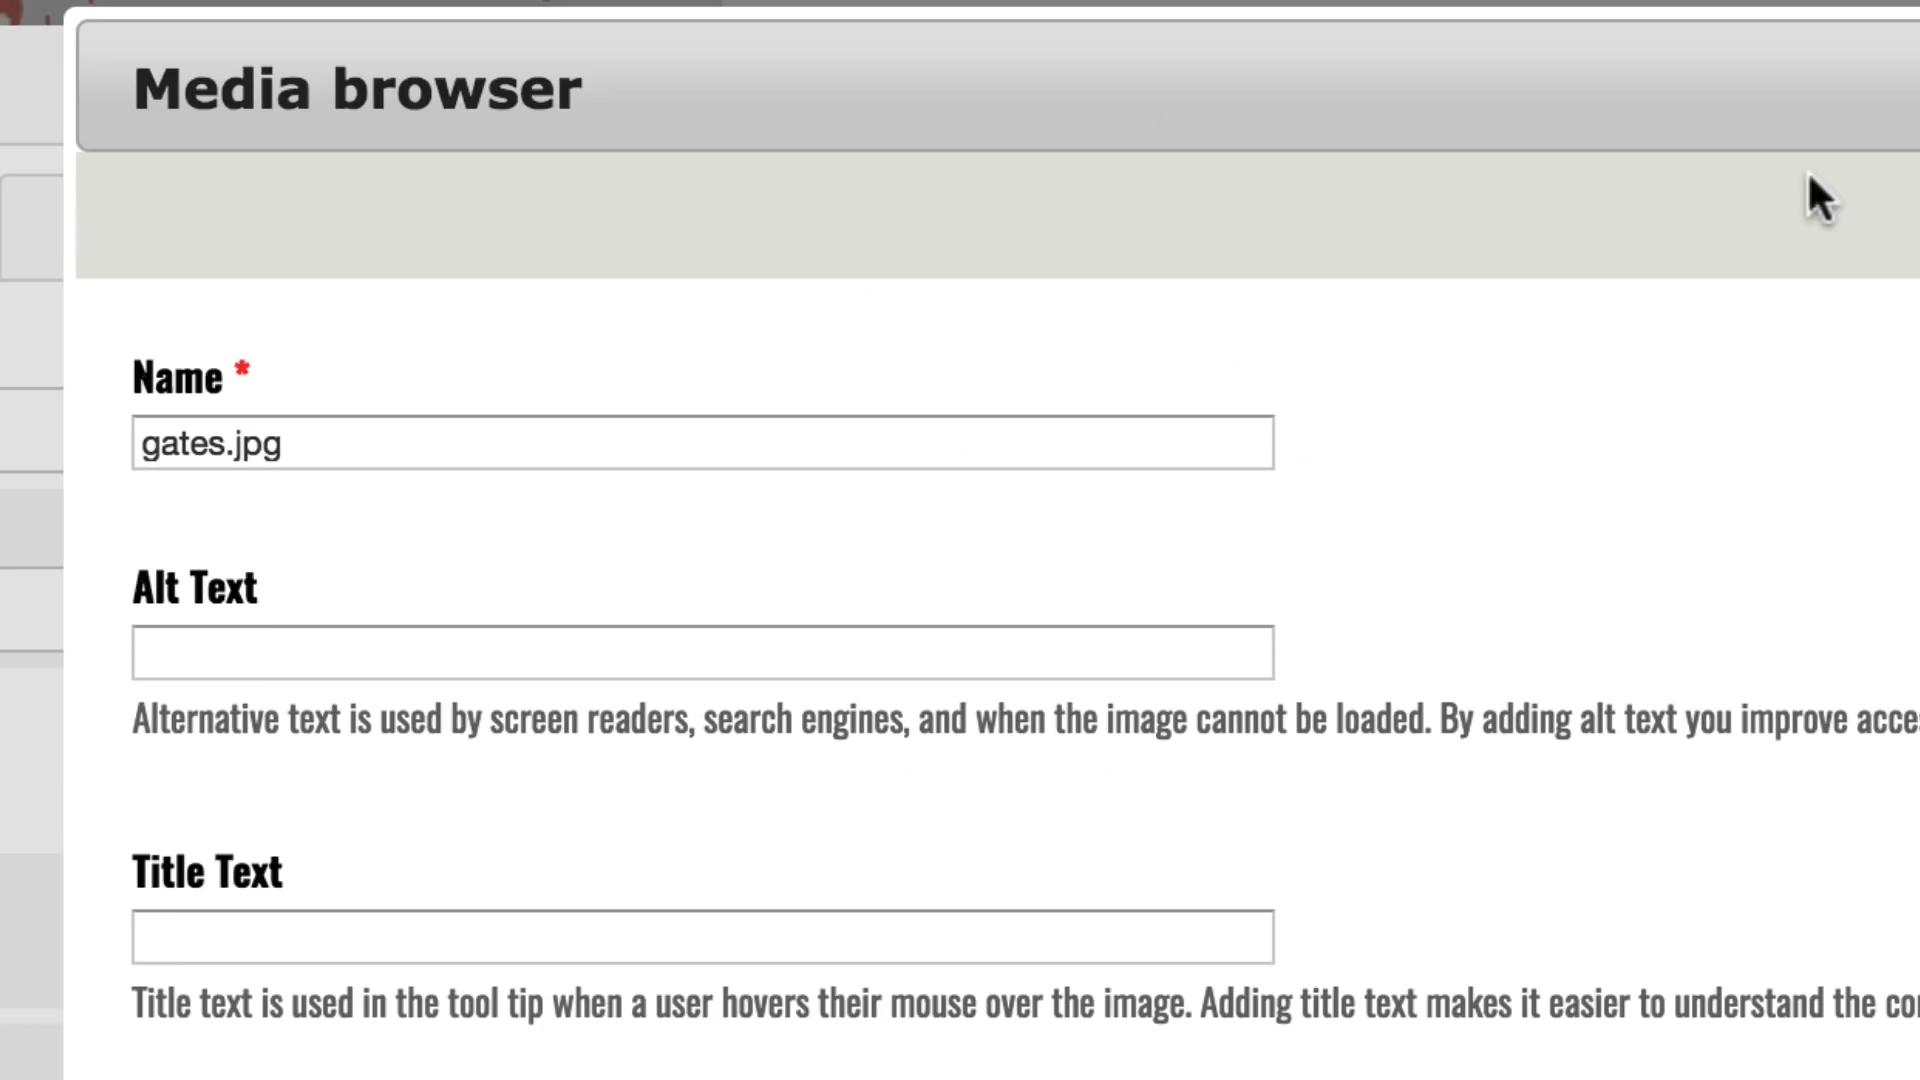 Media browser
Name *
gates.jpg
Alt Text
Alternative text is used by screen readers, search engines, and when the image cannot be loaded. By adding alt text you improve
Title Text
Title text is used in the tool tip when a user hovers their mouse over the image. Adding title text makes it easier to understand the